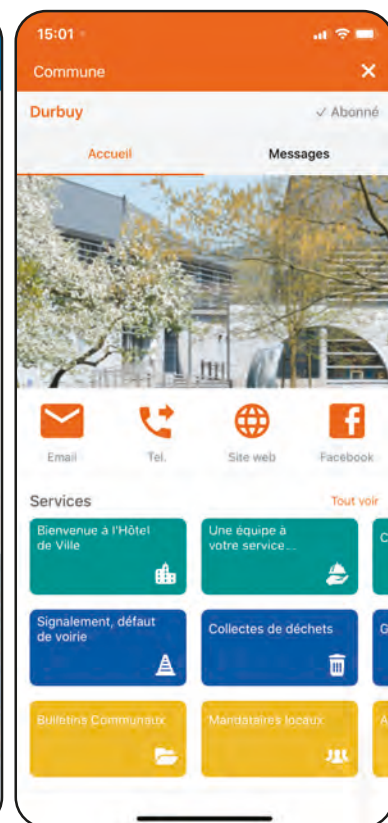 15:01
Commune
Durbuy
✓ Abonné
Accueil
Messages
Email
Tel.
Site web
Facebook
Services
Tout voir
Bienvenue à l'Hôtel
de Ville
Une équipe à
votre service...
C
Signalement, défaut
de voirie
Collectes de déchets
G
Bulletins Communaux
Mandataires locaux
A